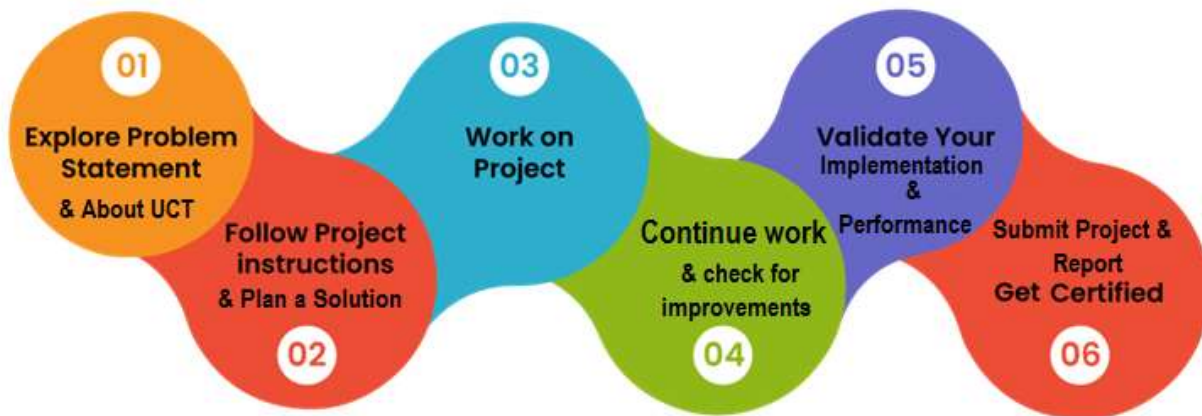 01
Explore Problem
Statement
& About UCT
Follow Project
instructions
& Plan a Solution
02
03
Work on
Project
Continue work
& check for
improvements
04
05
Validate Your
Implementation
&
Performance
Submit Project &
Report
Get Certified
06